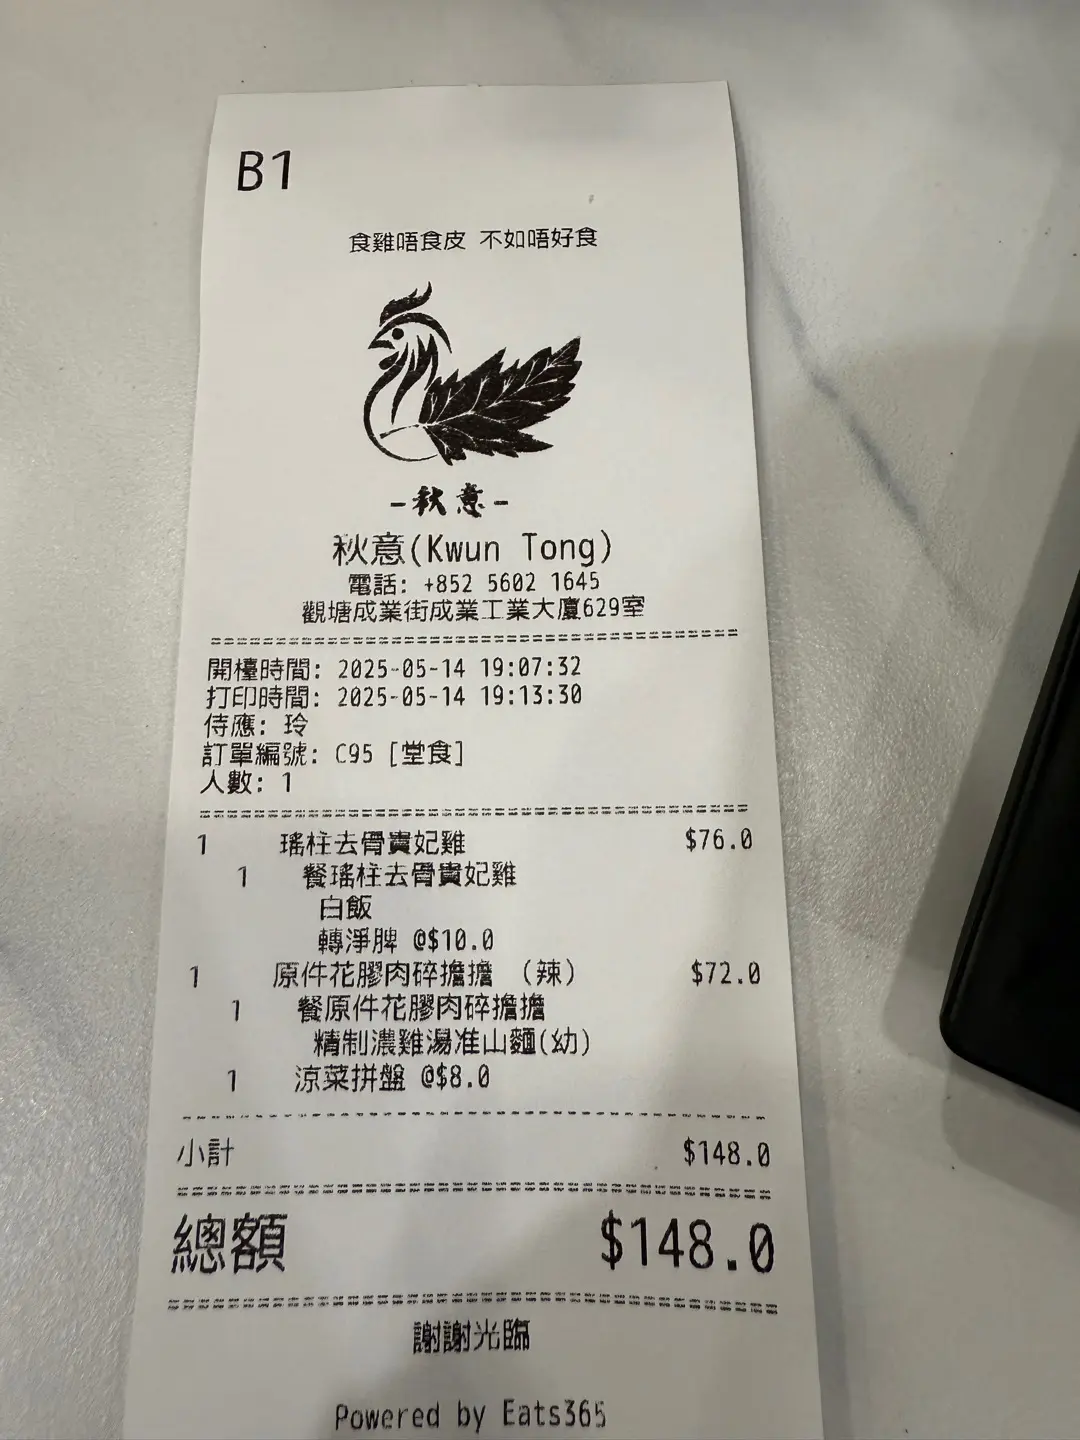 B1
食雞唔食皮 不如唔好食
-秋意-
秋意(Kwun Tong)
電話: +852 5602 1645
觀塘成業街成業工業大廈629室
開檯時間: 2025-05-14 19:07:32
打印時間: 2025-05-14 19:13:30
侍應: 玲
訂單編號: C95 [堂食]
人數: 1
1 瑤柱去骨貴妃雞 $76.0
1 餐瑤柱去骨貴妃雞
白飯
轉淨脾 @$10.0
1 原件花膠肉碎擔擔 (辣) $72.0
1 餐原件花膠肉碎擔擔
精制濃雞湯准山麵(幼)
1 涼菜拼盤 @$8.0
小計 $148.0
總額 $148.0
謝謝光臨
Powered by Eats365